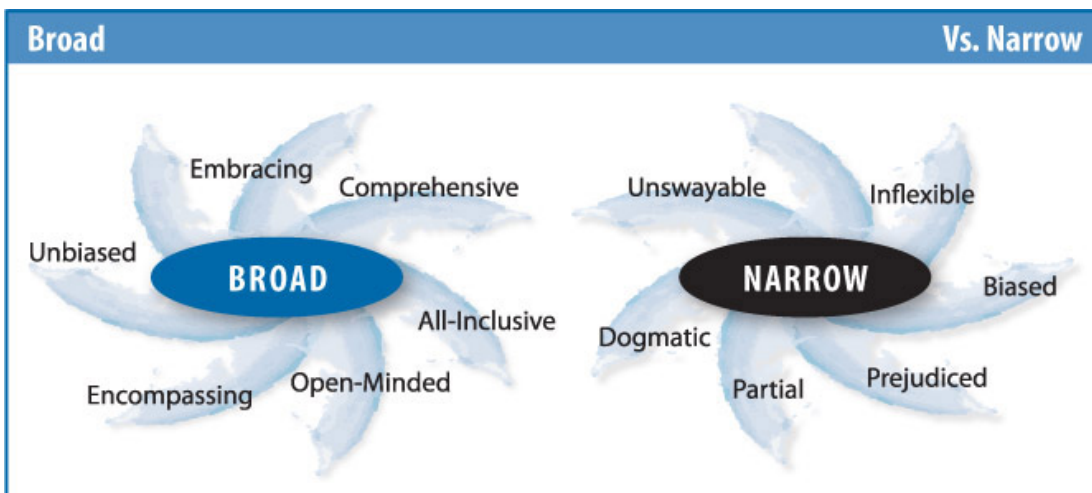 Broad
Vs. Narrow
Embracing
Comprehensive
Unbiased
BROAD
All-Inclusive
Encompassing
Open-Minded
Unswayable
Inflexible
NARROW
Biased
Dogmatic
Partial
Prejudiced